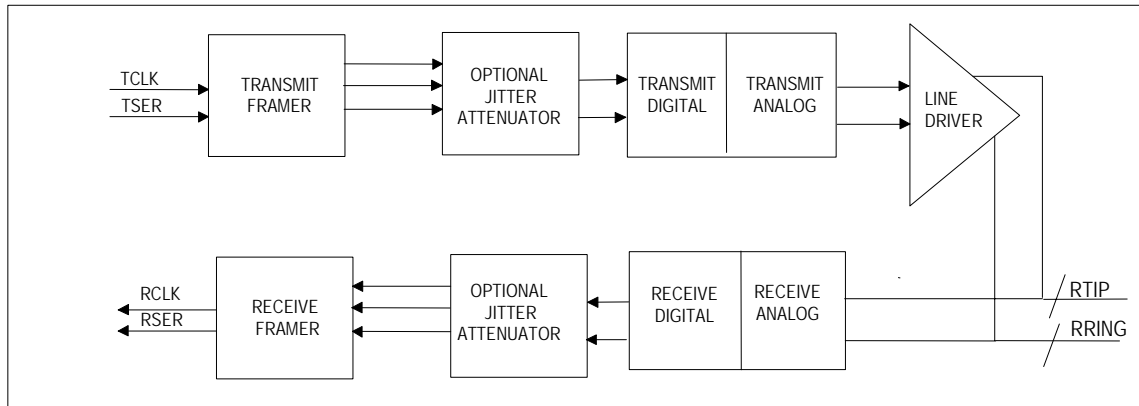 TCLK
TSER
TRANSMIT
FRAMER
OPTIONAL
JITTER
ATTENUATOR
TRANSMIT
DIGITAL
TRANSMIT
ANALOG
LINE
DRIVER
RCLK
RSER
RECEIVE
FRAMER
OPTIONAL
JITTER
ATTENUATOR
RECEIVE
DIGITAL
RECEIVE
ANALOG
RTIP
RRING